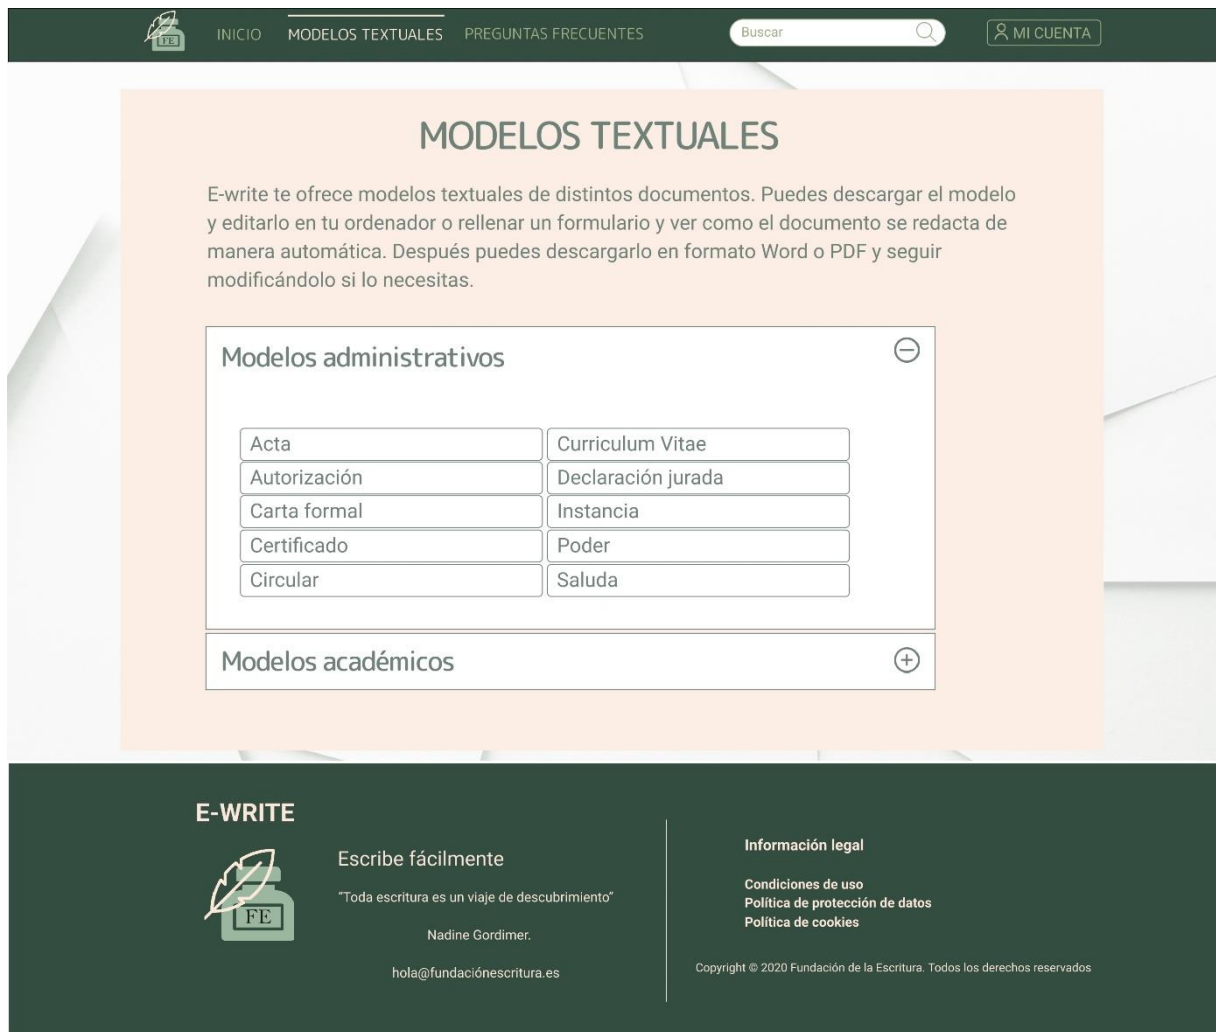 FE
INICIO MODELOS TEXTUALES PREGUNTAS FRECUENTES Buscar MI CUENTA
MODELOS TEXTUALES
E-write te ofrece modelos textuales de distintos documentos. Puedes descargar el modelo
y editarlo en tu ordenador o rellenar un formulario y ver como el documento se redacta de
manera automática. Después puedes descargarlo en formato Word o PDF y seguir
modificándolo si lo necesitas.
Modelos administrativos
Acta
Autorización
Carta formal
Certificado
Circular
Curriculum Vitae
Declaración jurada
Instancia
Poder
Saluda
Modelos académicos
E-WRITE
FE
Escribe fácilmente
"Toda escritura es un viaje de descubrimiento"
Nadine Gordimer.
hola@fundaciónescritura.es
Información legal
Condiciones de uso
Política de protección de datos
Política de cookies
Copyright © 2020 Fundación de la Escritura. Todos los derechos reservados